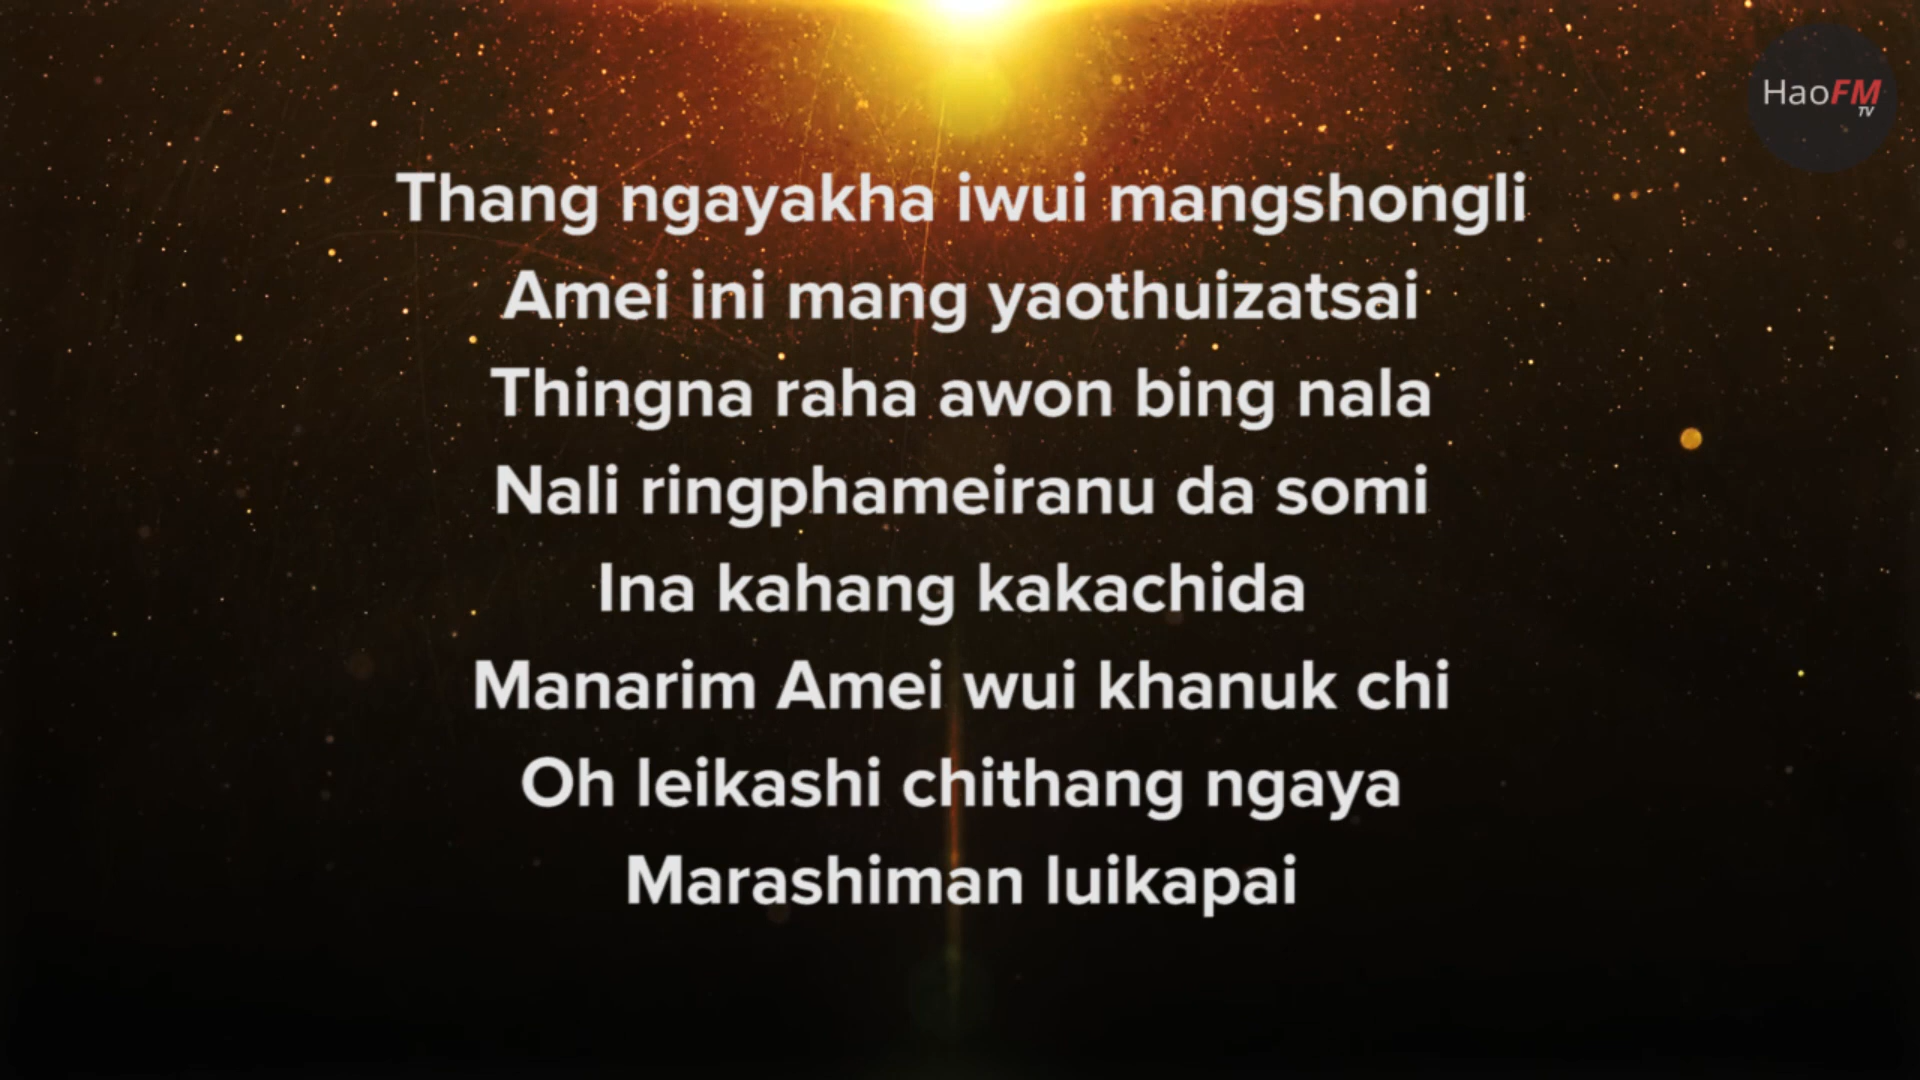 HaoFM
TV
Thang ngayakha iwui mangshongli
Amei ini mang yaothuizatsai
Thingna raha awon bing nala
Nali ringphameiranu da somi
Ina kahang kakachida
Manarim Amei wui khanuk chi
Oh leikashi chithang ngaya
Marashiman luikapai